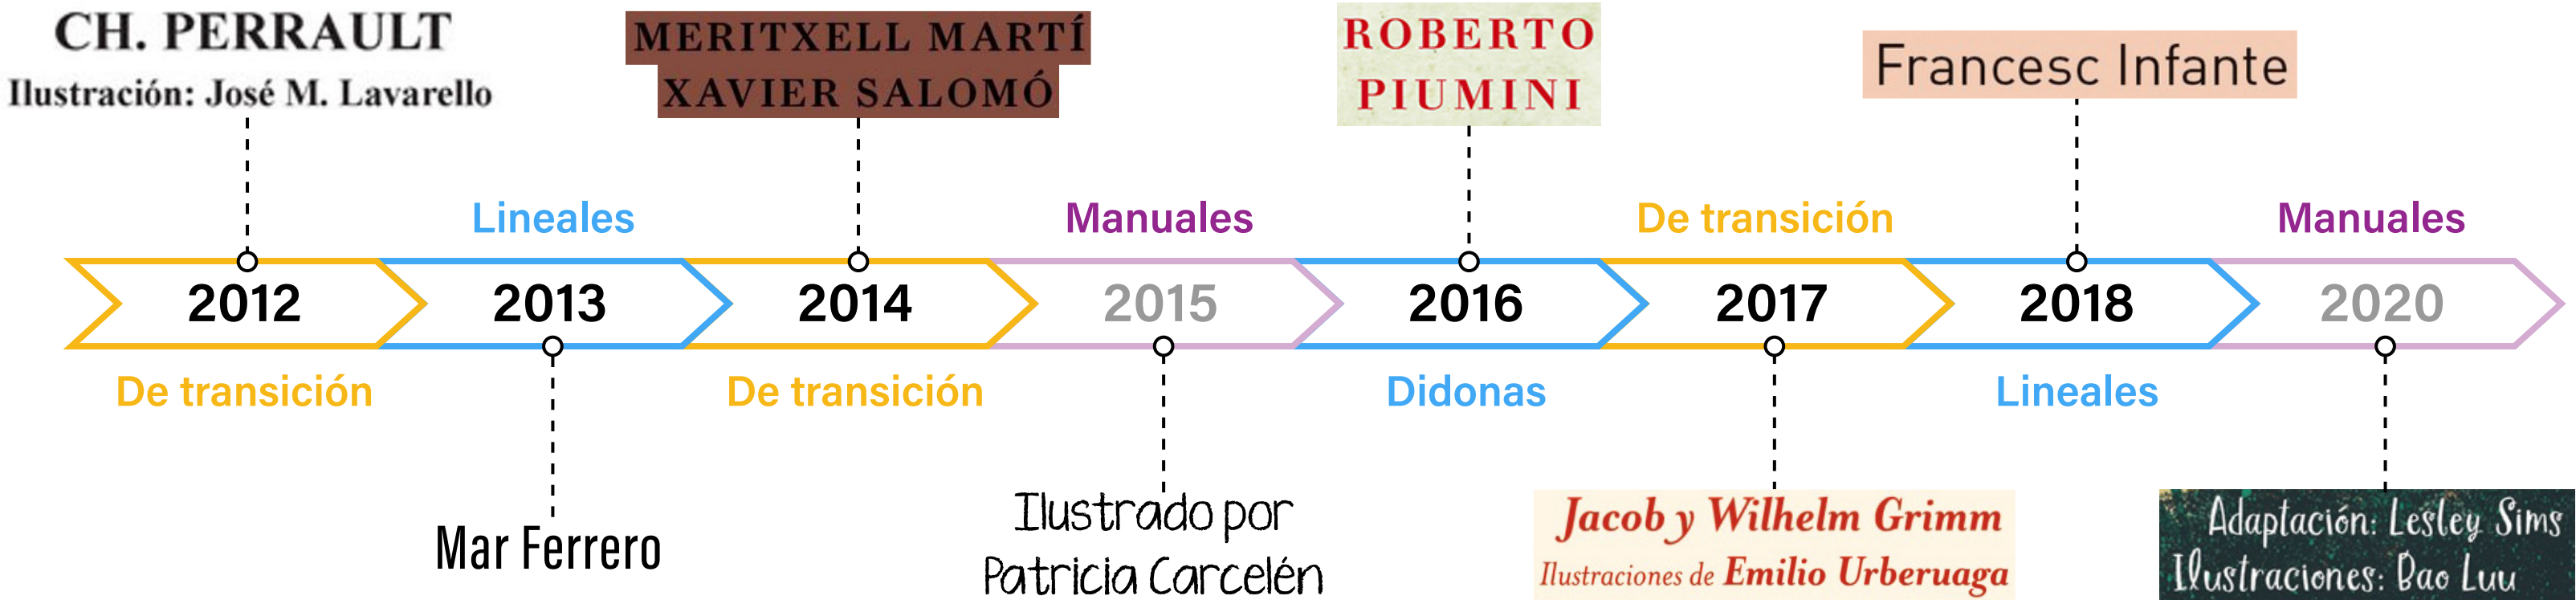 CH. PERRAULT
Ilustración: José M. Lavarello
MERITXELL MARTÍ
XAVIER SALOMÓ
ROBERTO
PIUMINI
Francesc Infante
Lineales
Manuales
De transición
Manuales
2012
2013
2014
2015
2016
2017
2018
2020
De transición
De transición
Didonas
Lineales
Mar Ferrero
Ilustrado por
Patricia Carcelén
Jacob y Wilhelm Grimm
Ilustraciones de Emilio Urberuaga
Adaptación: Lesley Sims
Ilustraciones: Bao Luu